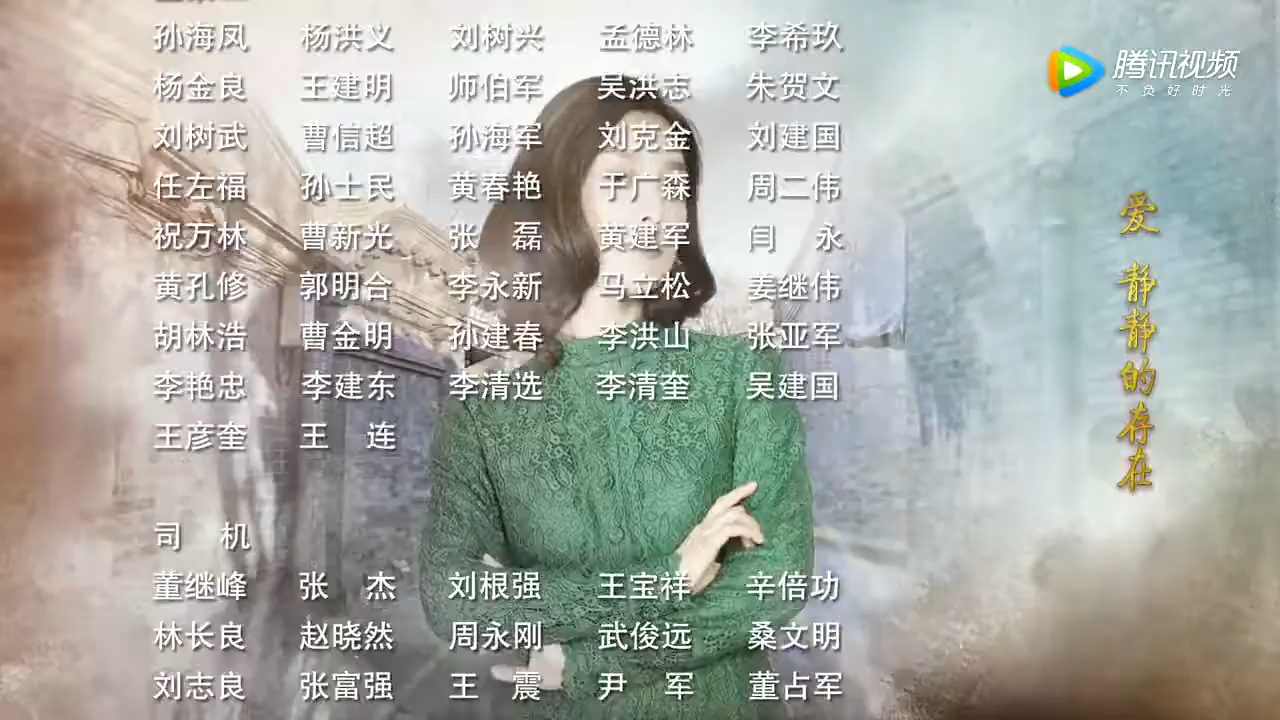 孙海凤 杨洪义 刘树兴 孟德林 李希玖
杨金良 王建明 师伯军 吴洪志 朱贺文
刘树武 曹信超 孙海军 刘克金 刘建国
任左福 孙士民 黄春艳 于广森 周二伟
祝万林 曹新光 张 磊 黄建军 闫 永
黄孔修 郭明合 李永新 马立松 姜继伟
胡林浩 曹金明 孙建春 李洪山 张亚军
李艳忠 李建东 李清选 李清奎 吴建国
王彦奎 王 连
司 机
董继峰 张 杰 刘根强 王宝祥 辛倍功
林长良 赵晓然 周永刚 武俊远 桑文明
刘志良 张富强 王 震 尹 军 董占军
腾讯视频
不负好时光
爱 静静的存在